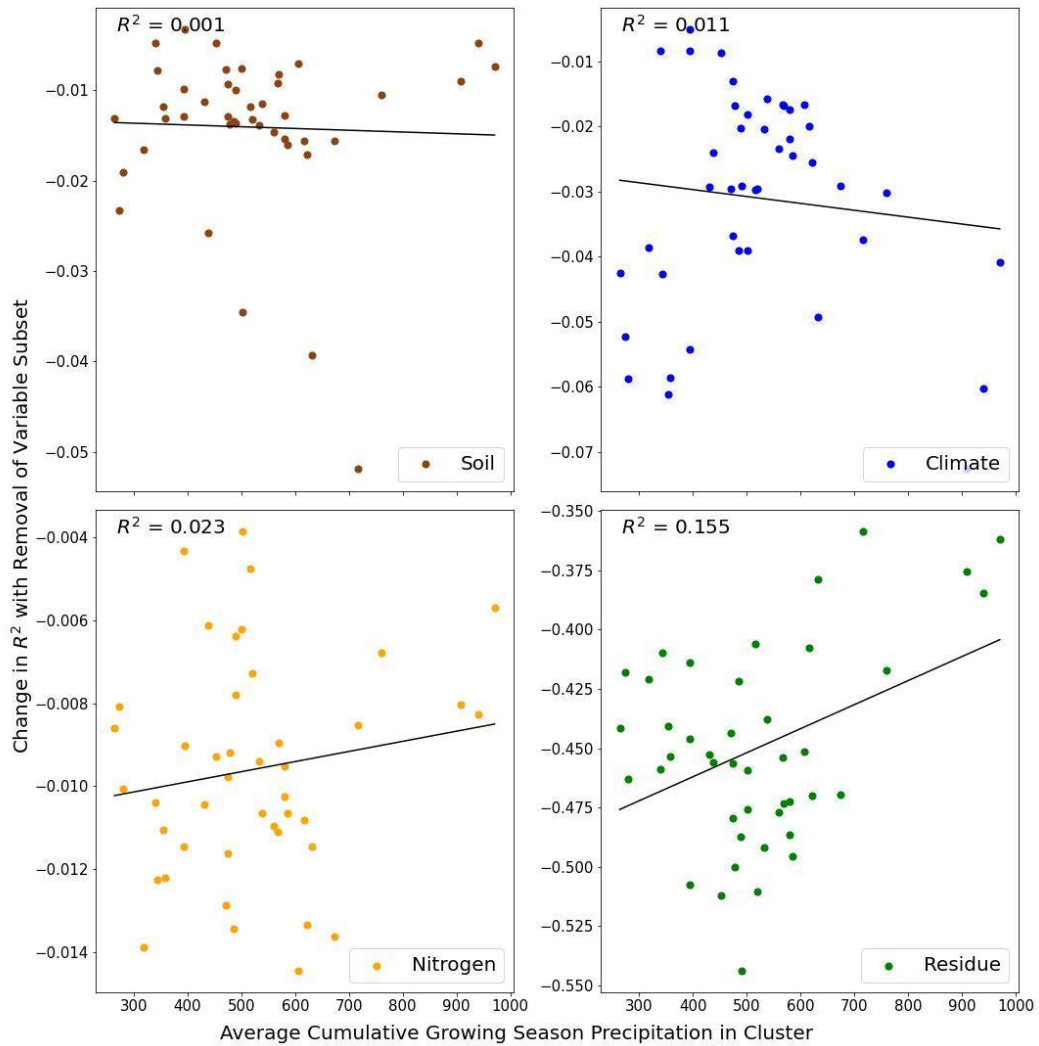 R² = 0.001
−0.01
−0.02
−0.03
−0.04
−0.05
Soil
R² = 0.011
−0.01
−0.02
−0.03
−0.04
−0.05
−0.06
−0.07
Climate
Change in R² with Removal of Variable Subset
R² = 0.023
−0.004
−0.006
−0.008
−0.010
−0.012
−0.014
Nitrogen
300 400 500 600 700 800 900 1000
R² = 0.155
−0.350
−0.375
−0.400
−0.425
−0.450
−0.475
−0.500
−0.525
−0.550
Residue
300 400 500 600 700 800 900 1000
Average Cumulative Growing Season Precipitation in Cluster